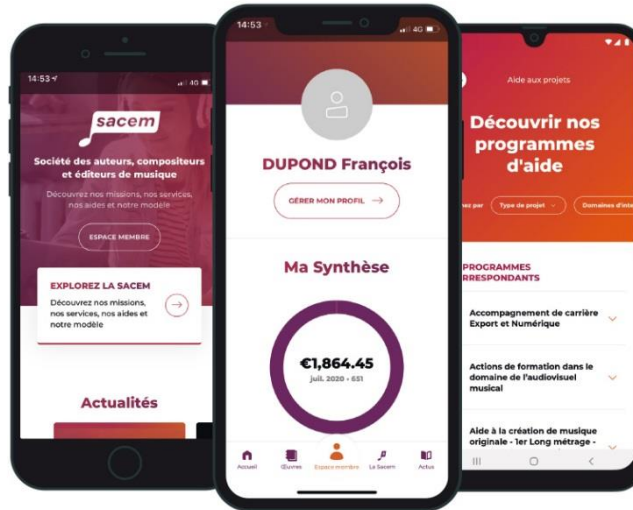 14:53
4G
sacem
Société des auteurs, compositeurs
et éditeurs de musique
Découvrez nos missions, nos services,
nos aides et notre modèle
ESPACE MEMBRE
EXPLOREZ LA SACEM
Découvrez nos missions,
nos services, nos aides et
notre modèle
Actualités
14:53
4G
DUPOND François
GÉRER MON PROFIL
Ma Synthèse
€1,864.45
juil. 2020 - 651
Accueil
Œuvres
Espace membre
La Sacem
Actus
Aide aux projets
Découvrir nos
programmes
d'aide
ez par
Type de projet
Domaines d'inte
PROGRAMMES
RRESPONDANTS
Accompagnement de carrière
Export et Numérique
Actions de formation dans le
domaine de l'audiovisuel
musical
Aide à la création de musique
originale - 1er Long métrage -